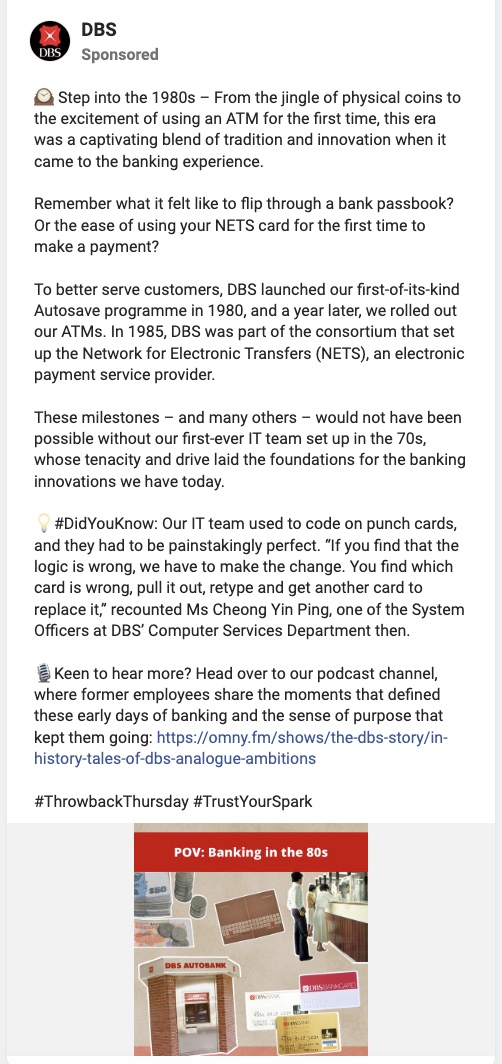 DBS
DBS
Sponsored
🕰️ Step into the 1980s – From the jingle of physical coins to
the excitement of using an ATM for the first time, this era
was a captivating blend of tradition and innovation when it
came to the banking experience.
Remember what it felt like to flip through a bank passbook?
Or the ease of using your NETS card for the first time to
make a payment?
To better serve customers, DBS launched our first-of-its-kind
Autosave programme in 1980, and a year later, we rolled out
our ATMs. In 1985, DBS was part of the consortium that set
up the Network for Electronic Transfers (NETS), an electronic
payment service provider.
These milestones – and many others – would not have been
possible without our first-ever IT team set up in the 70s,
whose tenacity and drive laid the foundations for the banking
innovations we have today.
💡 #DidYouKnow: Our IT team used to code on punch cards,
and they had to be painstakingly perfect. “If you find that the
logic is wrong, we have to make the change. You find which
card is wrong, pull it out, retype and get another card to
replace it,” recounted Ms Cheong Yin Ping, one of the System
Officers at DBS’ Computer Services Department then.
🎙️Keen to hear more? Head over to our podcast channel,
where former employees share the moments that defined
these early days of banking and the sense of purpose that
kept them going: https://omny.fm/shows/the-dbs-story/in-
history-tales-of-dbs-analogue-ambitions
#ThrowbackThursday #TrustYourSpark
POV: Banking in the 80s
$50
DBS AUTOBANK
DBSBANK
DBSBANKCARD